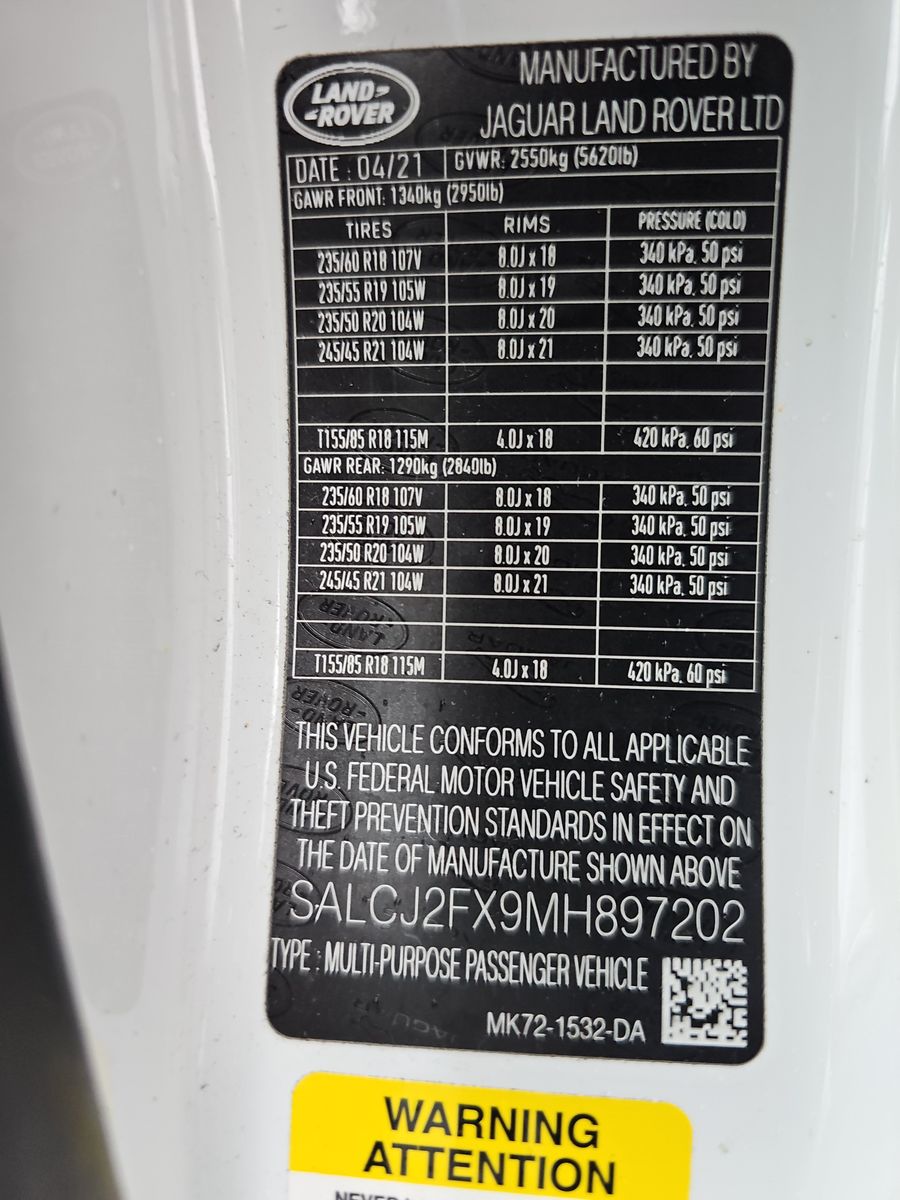 LAND-
-ROVER
MANUFACTURED BY
JAGUAR LAND ROVER LTD
DATE : 04/21 GVWR: 2550kg (5620lb)
GAWR FRONT: 1340kg (2950lb)
TIRES RIMS PRESSURE (COLD)
235/60 R18 107V 8.0J x 18 340 kPa, 50 psi
235/55 R19 105W 8.0J x 19 340 kPa, 50 psi
235/50 R20 104W 8.0J x 20 340 kPa, 50 psi
245/45 R21 104W 8.0J x 21 340 kPa, 50 psi
T155/85 R18 115M 4.0J x 18 420 kPa, 60 psi
GAWR REAR: 1290kg (2840lb)
235/60 R18 107V 8.0J x 18 340 kPa, 50 psi
235/55 R19 105W 8.0J x 19 340 kPa, 50 psi
235/50 R20 104W 8.0J x 20 340 kPa, 50 psi
245/45 R21 104W 8.0J x 21 340 kPa, 50 psi
T155/85 R18 115M 4.0J x 18 420 kPa, 60 psi
THIS VEHICLE CONFORMS TO ALL APPLICABLE
U.S. FEDERAL MOTOR VEHICLE SAFETY AND
THEFT PREVENTION STANDARDS IN EFFECT ON
THE DATE OF MANUFACTURE SHOWN ABOVE
SALCJ2FX9MH897202
TYPE : MULTI-PURPOSE PASSENGER VEHICLE
MK72-1532-DA
WARNING
ATTENTION